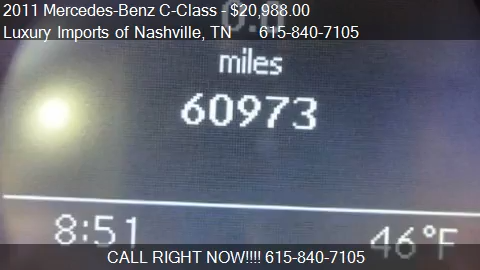 2011 Mercedes-Benz C-Class - $20,988.00
Luxury Imports of Nashville, TN 615-840-7105
miles
60973
8:51 46°F
CALL RIGHT NOW!!!! 615-840-7105